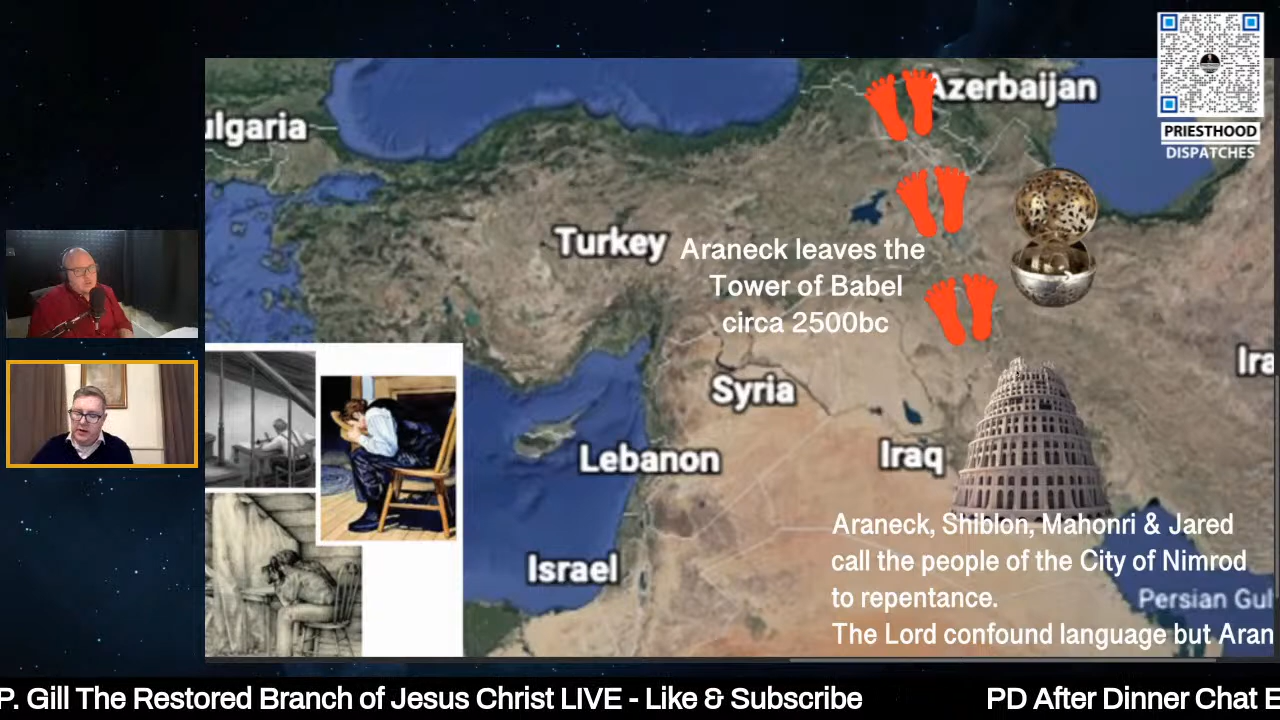 PRIESTHOOD
DISPATCHES
ulgaria
Azerbaijan
Turkey
Araneck leaves the
Tower of Babel
circa 2500bc
Syria
Ira
Lebanon
Iraq
Israel
Araneck, Shiblon, Mahonri & Jared
call the people of the City of Nimrod
to repentance.
Persian Gul
The Lord confound language but Aran
P. Gill The Restored Branch of Jesus Christ LIVE - Like & Subscribe
PD After Dinner Chat E